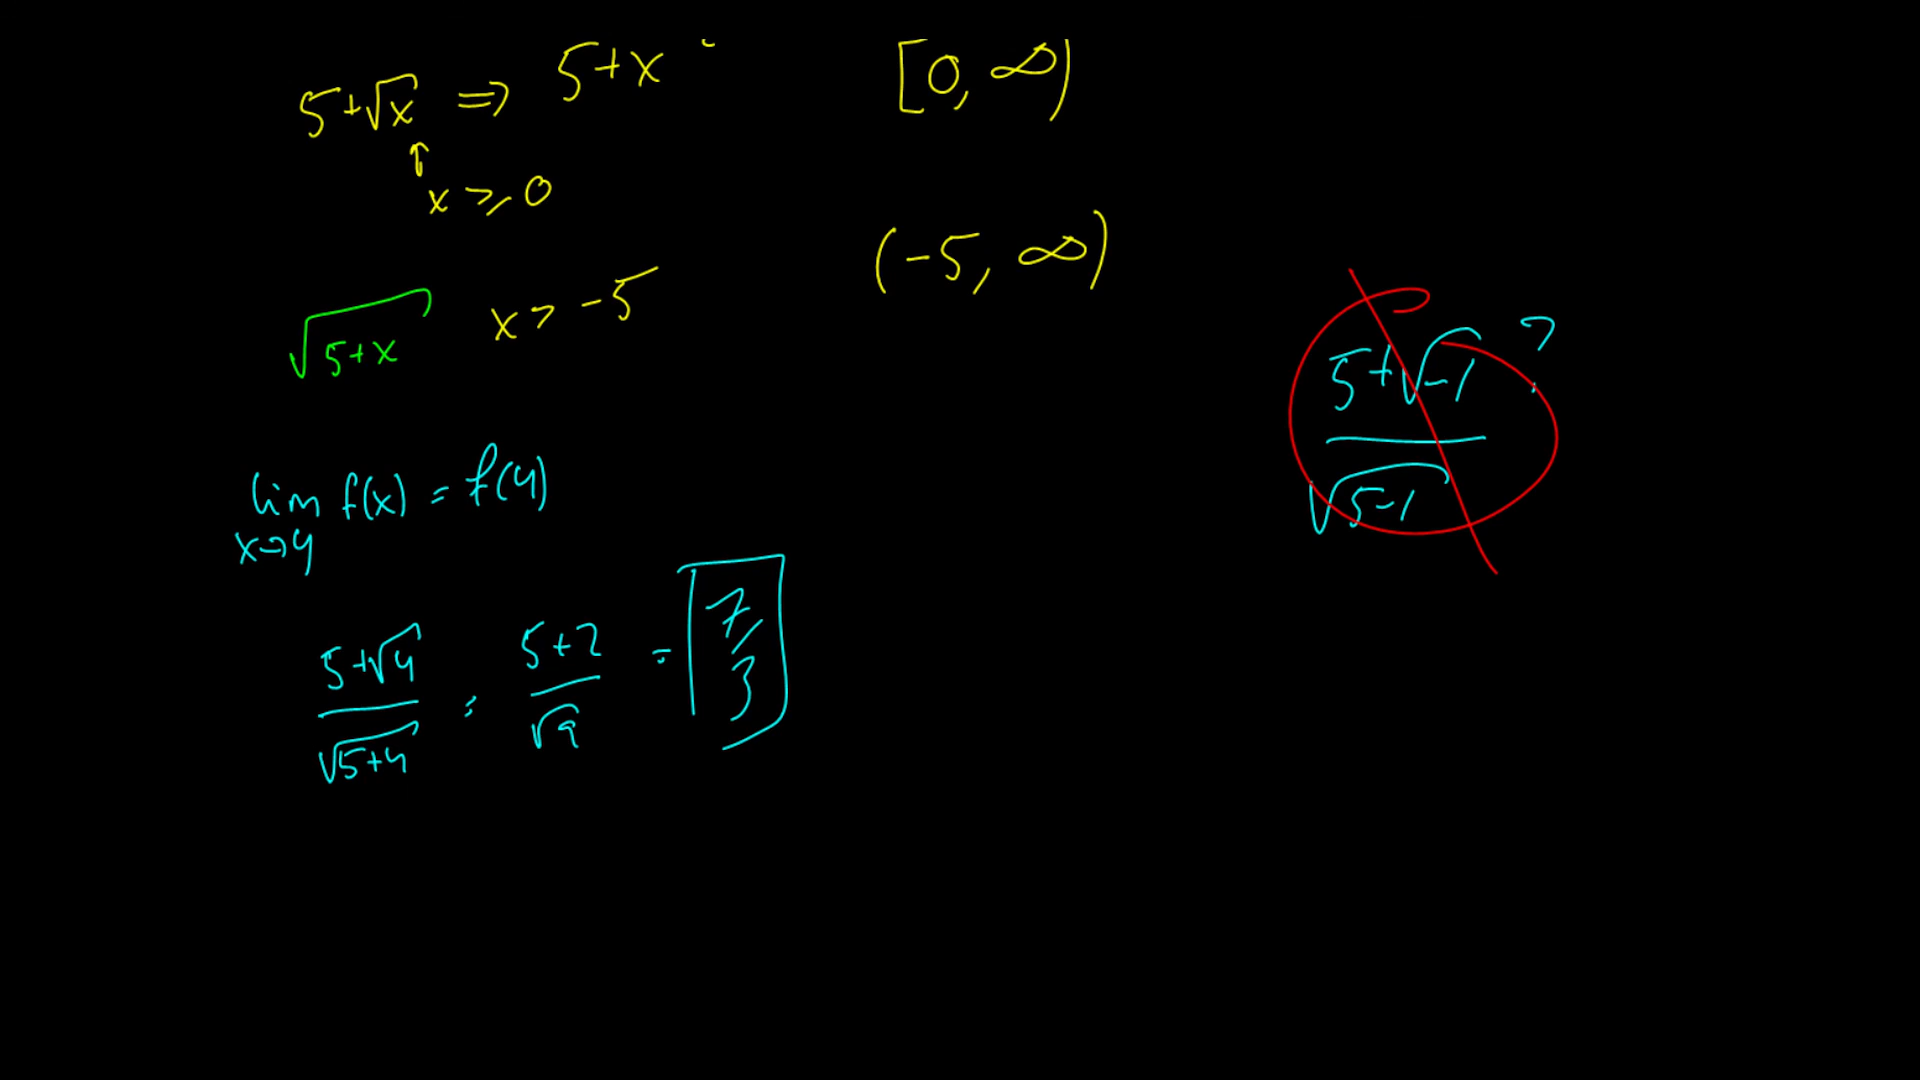 5+√x ⇒ 5+x [0, ∞)
↑
x ≥ 0
(-5, ∞)
√(5+x) x > -5
5+√-1 ?
√5-1
lim f(x) = f(4)
x→4
5+√4 = 5+2 = 7/3
√5+4 √9